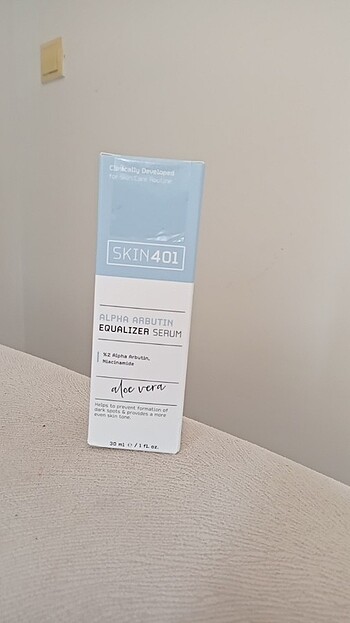 Clinically Developed
for Skin Care Routine
SKIN401
ALPHA ARBUTIN
EQUALIZER SERUM
%2 Alpha Arbutin,
Niacinamide
aloe vera
Helps to prevent formation of
dark spots & provides a more
even skin tone.
30 ml ℮ / 1 fl. oz.